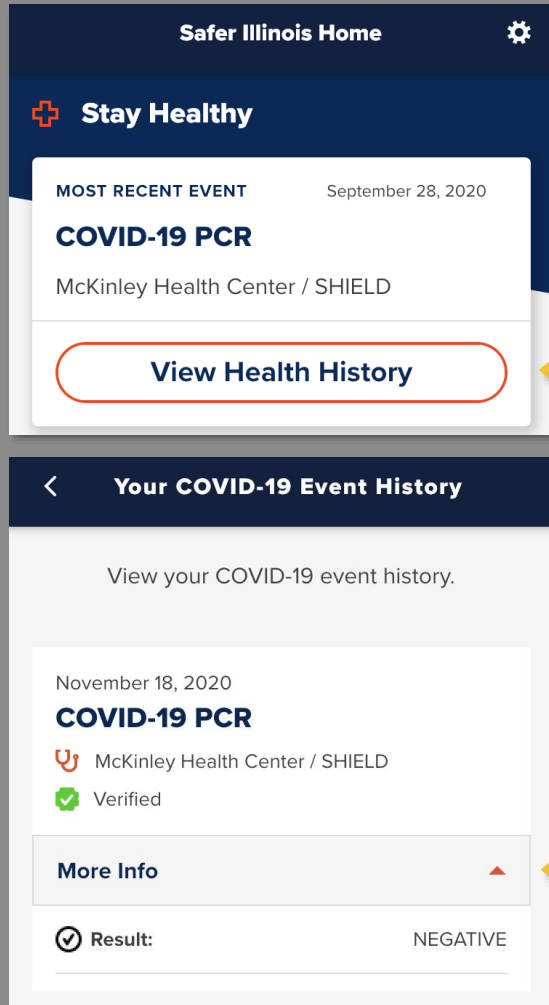 Safer Illinois Home
Stay Healthy
MOST RECENT EVENT September 28, 2020
COVID-19 PCR
McKinley Health Center / SHIELD
View Health History
Your COVID-19 Event History
View your COVID-19 event history.
November 18, 2020
COVID-19 PCR
McKinley Health Center / SHIELD
Verified
More Info
Result: NEGATIVE